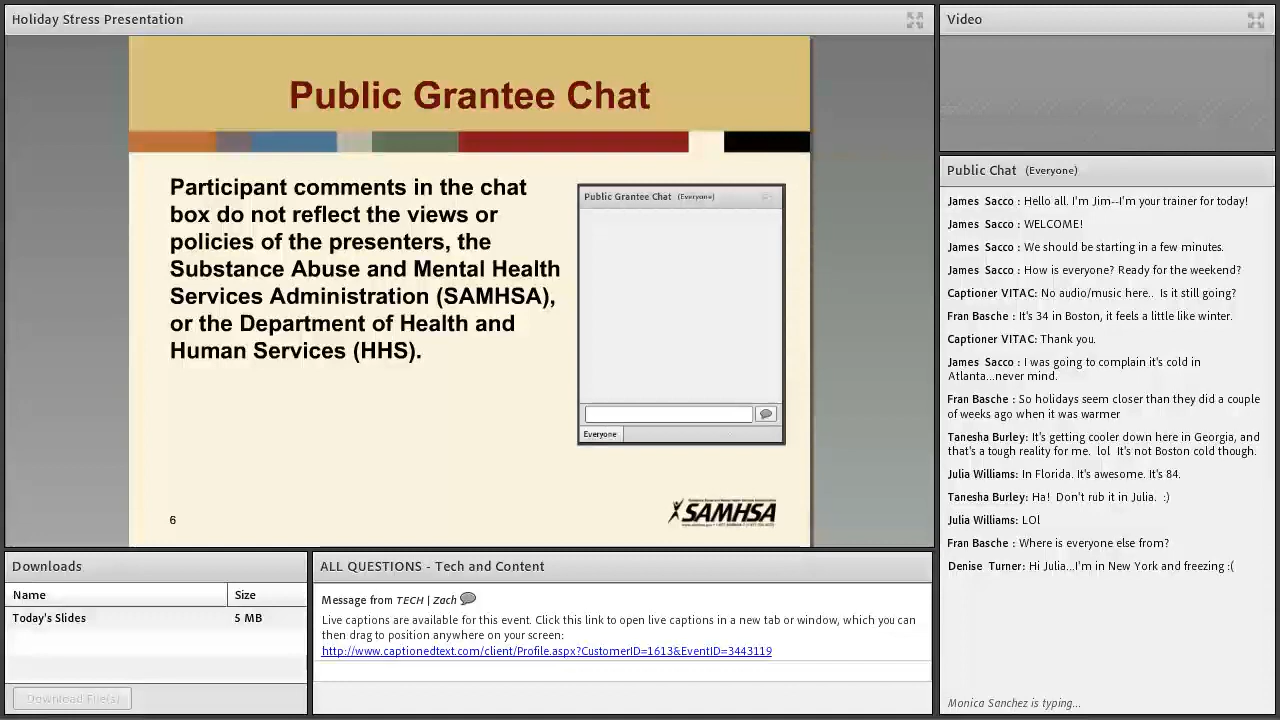 Holiday Stress Presentation
Public Grantee Chat
Participant comments in the chat
box do not reflect the views or
policies of the presenters, the
Substance Abuse and Mental Health
Services Administration (SAMHSA),
or the Department of Health and
Human Services (HHS).
Public Grantee Chat (Everyone)
Everyone
6
SAMHSA
Downloads
Name Size
Today's Slides 5 MB
Download File(s)
ALL QUESTIONS - Tech and Content
Message from TECH | Zach
Live captions are available for this event. Click this link to open live captions in a new tab or window, which you can
then drag to position anywhere on your screen:
http://www.captionedtext.com/client/Profile.aspx?CustomerID=1613&EventID=3443119
Video
Public Chat (Everyone)
James Sacco : Hello all. I'm Jim--I'm your trainer for today!
James Sacco : WELCOME!
James Sacco : We should be starting in a few minutes.
James Sacco : How is everyone? Ready for the weekend?
Captioner VITAC: No audio/music here.. Is it still going?
Fran Basche : It's 34 in Boston, it feels a little like winter.
Captioner VITAC: Thank you.
James Sacco : I was going to complain it's cold in
Atlanta...never mind.
Fran Basche : So holidays seem closer than they did a couple
of weeks ago when it was warmer
Tanesha Burley: It's getting cooler down here in Georgia, and
that's a tough reality for me. lol It's not Boston cold though.
Julia Williams: In Florida. It's awesome. It's 84.
Tanesha Burley: Ha! Don't rub it in Julia. :)
Julia Williams: LOl
Fran Basche : Where is everyone else from?
Denise Turner: Hi Julia...I'm in New York and freezing :(
Monica Sanchez is typing...